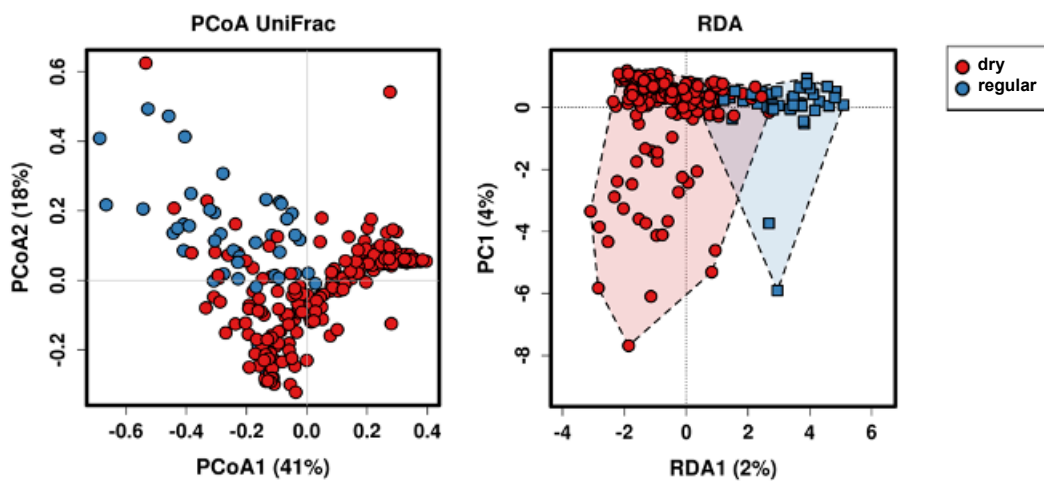 PCoA UniFrac
0.6
0.4
0.2
0.0
-0.2
PCoA2 (18%)
-0.6 -0.4 -0.2 0.0 0.2 0.4
PCoA1 (41%)
RDA
0
-2
-4
-6
-8
PC1 (4%)
-4 -2 0 2 4 6
RDA1 (2%)
dry
regular